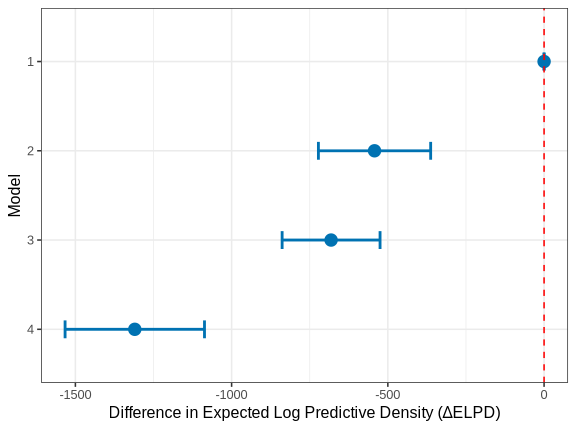 1
2
3
4
Model
-1500 -1000 -500 0
Difference in Expected Log Predictive Density (ΔELPD)